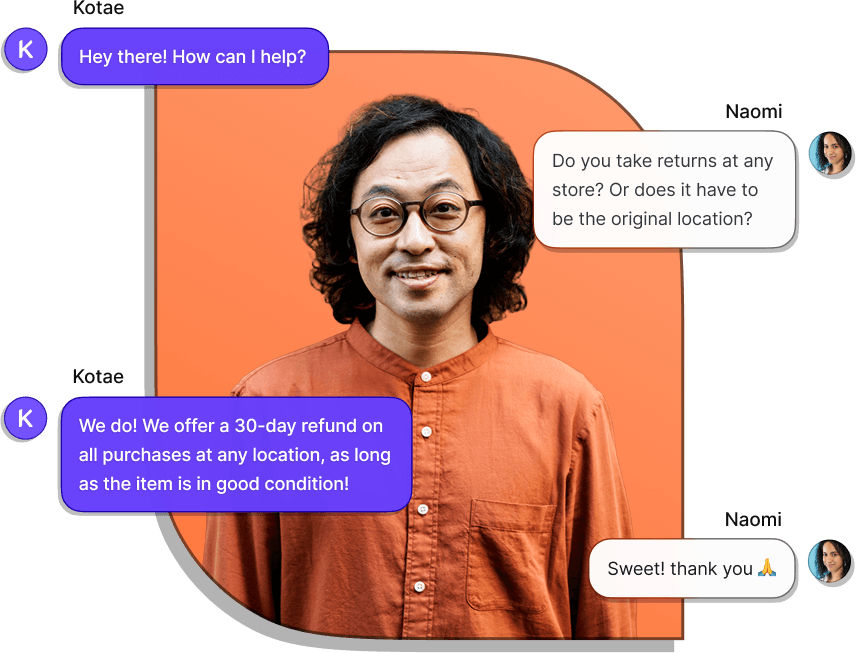 Kotae
K
Hey there! How can I help?
Naomi
Do you take returns at any
store? Or does it have to
be the original location?
Kotae
K
We do! We offer a 30-day refund on
all purchases at any location, as long
as the item is in good condition!
Naomi
Sweet! thank you 🙏